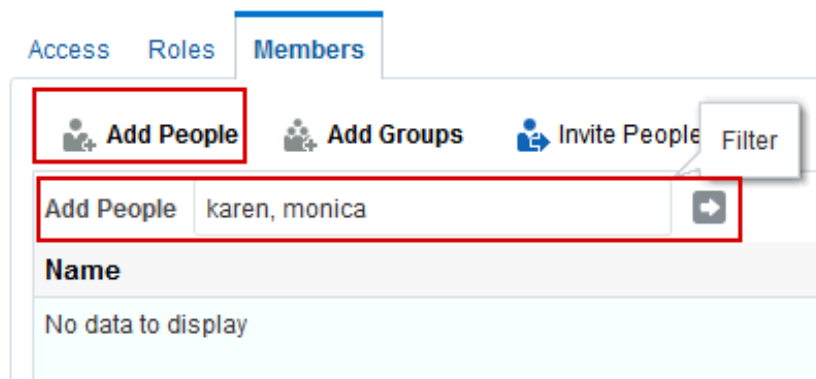 Access Roles Members
Add People Add Groups Invite People
Filter
Add People karen, monica
Name
No data to display